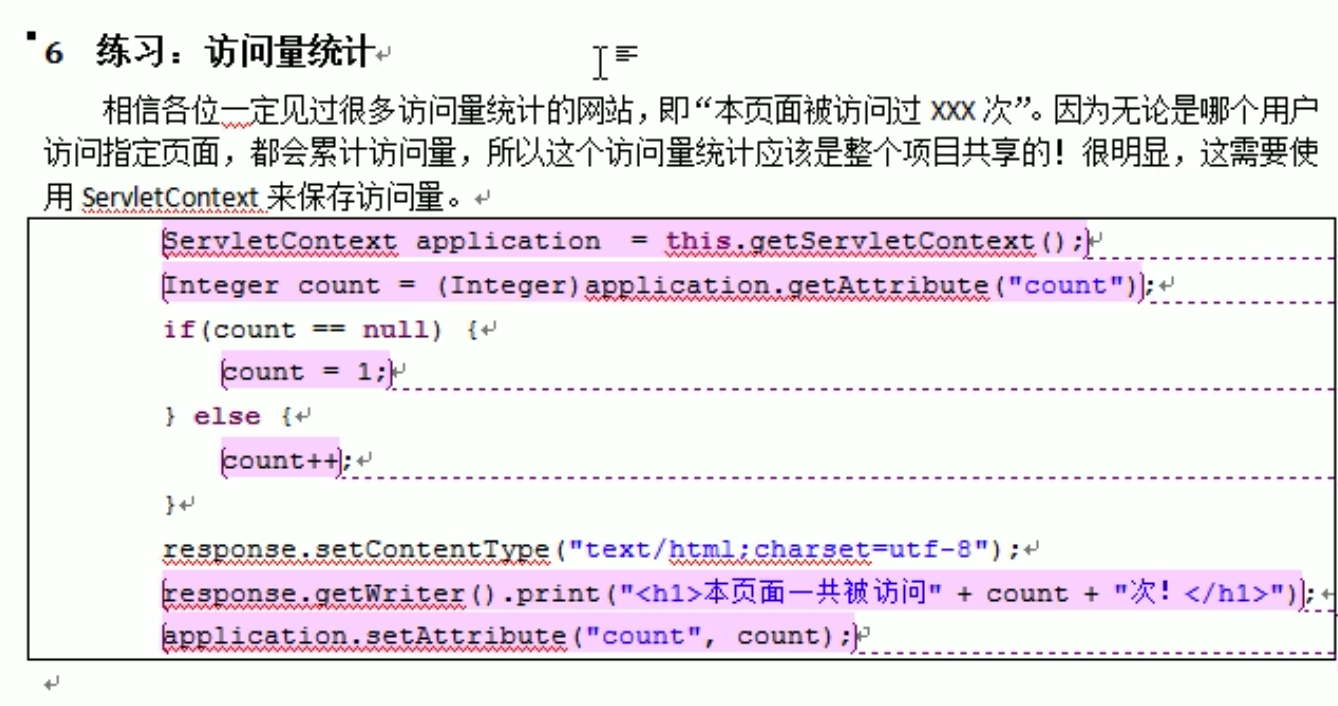 6 练习：访问量统计
相信各位一定见过很多访问量统计的网站，即“本页面被访问过 XXX 次”。因为无论是哪个用户
访问指定页面，都会累计访问量，所以这个访问量统计应该是整个项目共享的！很明显，这需要使
用 ServletContext 来保存访问量。
ServletContext application  = this.getServletContext();
Integer count = (Integer)application.getAttribute("count");
if(count == null) {
count = 1;
} else {
count++;
}
response.setContentType("text/html;charset=utf-8");
response.getWriter().print("<h1>本页面一共被访问" + count + "次！</h1>");
application.setAttribute("count", count);